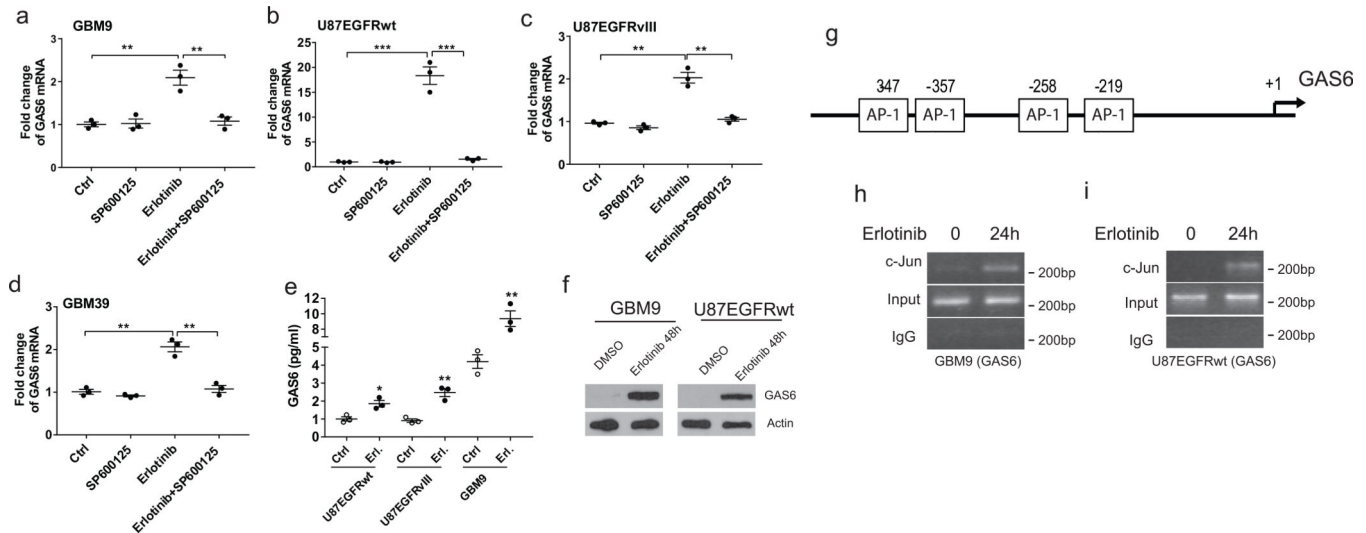 a
GBM9
Fold change
of GAS6 mRNA
3
2
1
0
**
**
Ctrl
SP600125
Erlotinib
Erlotinib+SP600125
b
U87EGFRwt
Fold change
of GAS6 mRNA
25
20
15
10
5
0
***
***
Ctrl
SP600125
Erlotinib
Erlotinib+SP600125
c
U87EGFRvIII
Fold change
of GAS6 mRNA
3
2
1
0
**
**
Ctrl
SP600125
Erlotinib
Erlotinib+SP600125
g
347 -357 -258 -219 +1 GAS6
AP-1 AP-1 AP-1 AP-1
d
GBM39
Fold change
of GAS6 mRNA
3
2
1
0
**
**
Ctrl
SP600125
Erlotinib
Erlotinib+SP600125
e
GAS6 (pg/ml)
12
10
8
6
5
4
3
2
1
0
*
**
**
Ctrl
Erl.
Ctrl
Erl.
Ctrl
Erl.
U87EGFRwt
U87EGFRvIII
GBM9
f
GBM9 U87EGFRwt
DMSO
Erlotinib 48h
DMSO
Erlotinib 48h
GAS6
Actin
h
Erlotinib 0 24h
c-Jun - 200bp
Input - 200bp
IgG - 200bp
GBM9 (GAS6)
i
Erlotinib 0 24h
c-Jun - 200bp
Input - 200bp
IgG - 200bp
U87EGFRwt (GAS6)